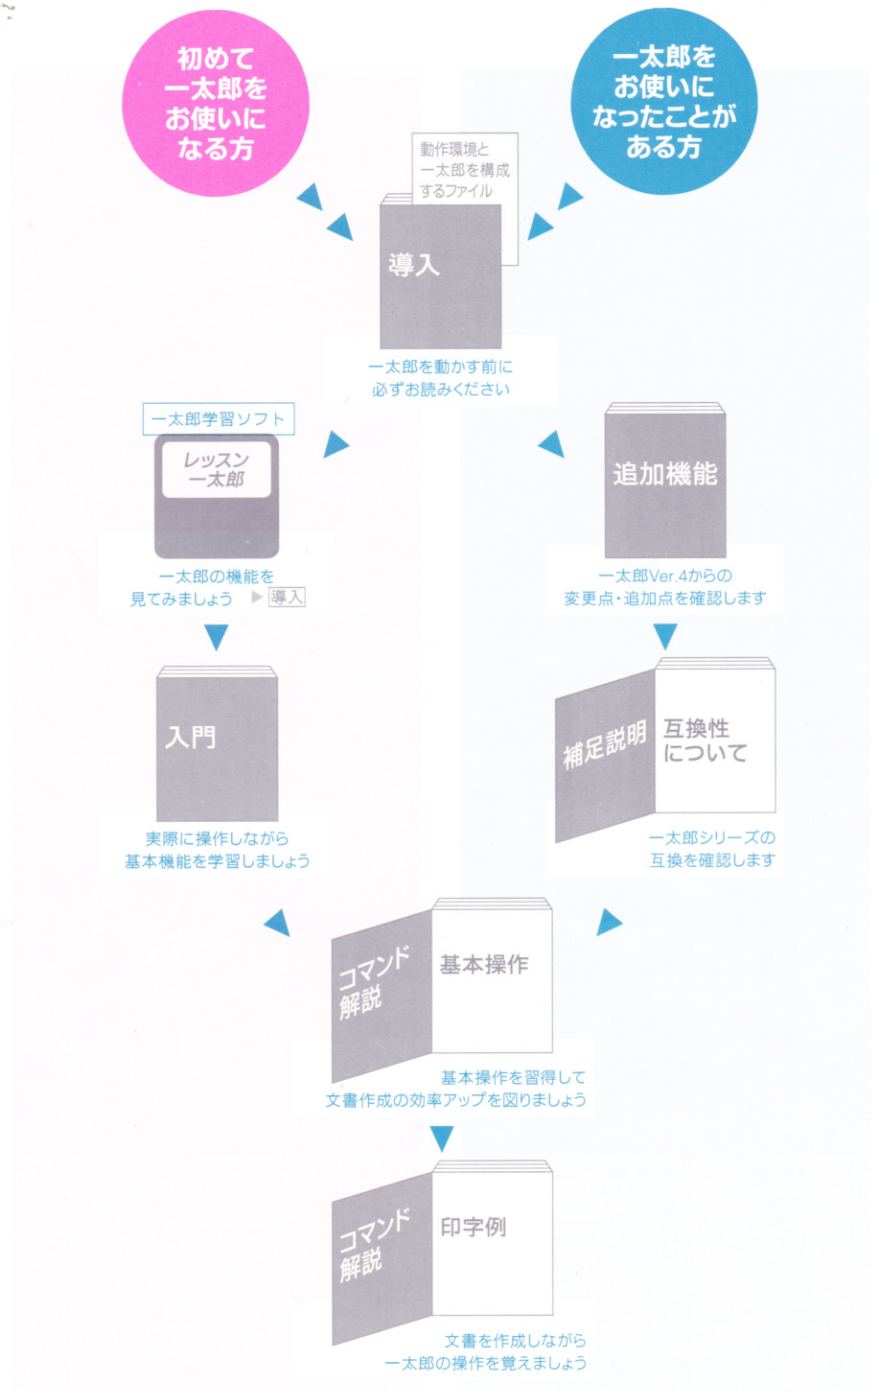 初めて
一太郎を
お使いに
なる方
一太郎を
お使いに
なったことが
ある方
動作環境と
一太郎を構成
するファイル
導入
一太郎を動かす前に
必ずお読みください
一太郎学習ソフト
レッスン
一太郎
一太郎の機能を
見てみましょう ▶導入
追加機能
一太郎Ver.4からの
変更点・追加点を確認します
入門
実際に操作しながら
基本機能を学習しましょう
補足説明
互換性
について
一太郎シリーズの
互換を確認します
コマンド
解説
基本操作
基本操作を習得して
文書作成の効率アップを図りましょう
コマンド
解説
印字例
文書を作成しながら
一太郎の操作を覚えましょう